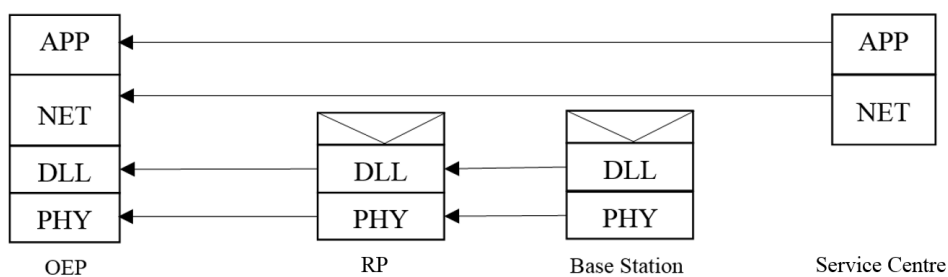 APP
APP
NET
NET
DLL
DLL
DLL
PHY
PHY
PHY
OEP
RP
Base Station
Service Centre